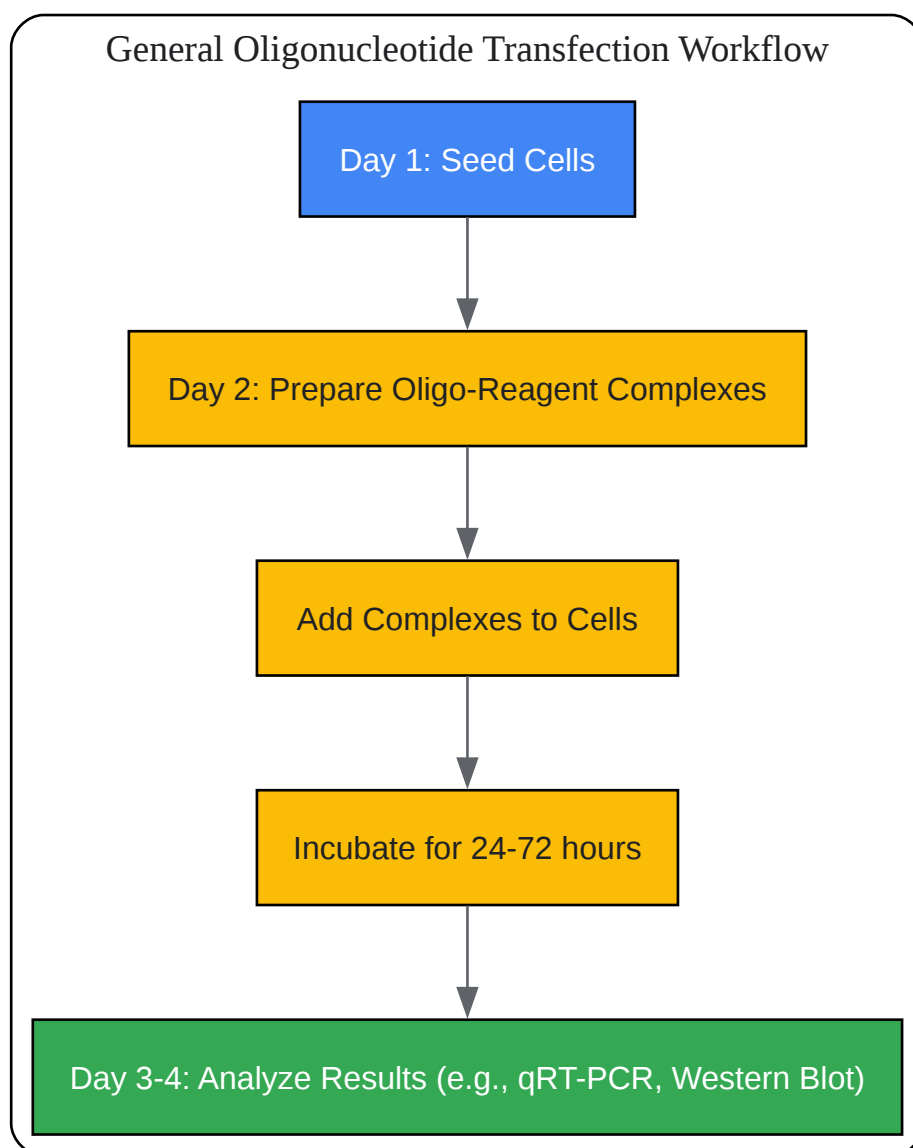 General Oligonucleotide Transfection Workflow
Day 1: Seed Cells
Day 2: Prepare Oligo-Reagent Complexes
Add Complexes to Cells
Incubate for 24-72 hours
Day 3-4: Analyze Results (e.g., qRT-PCR, Western Blot)